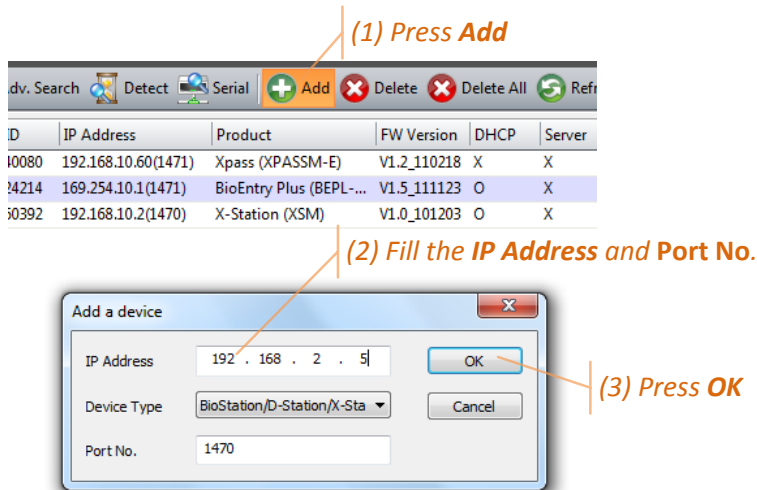 (1) Press Add
dv. Search Detect Serial Add Delete Delete All Refr
ID IP Address Product FW Version DHCP Server
40080 192.168.10.60(1471) Xpass (XPASSM-E) V1.2_110218 X X
24214 169.254.10.1(1471) BioEntry Plus (BEPL-... V1.5_111123 O X
50392 192.168.10.2(1470) X-Station (XSM) V1.0_101203 O X
(2) Fill the IP Address and Port No.
Add a device
IP Address 192 . 168 . 2 . 5 OK
(3) Press OK
Device Type BioStation/D-Station/X-Sta Cancel
Port No. 1470